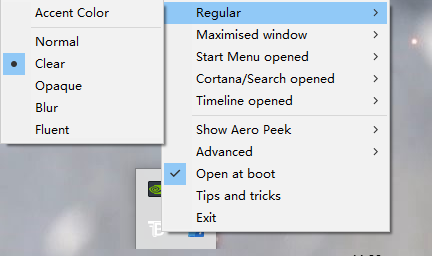 Accent Color
Normal
Clear
Opaque
Blur
Fluent
Regular
Maximised window
Start Menu opened
Cortana/Search opened
Timeline opened
Show Aero Peek
Advanced
Open at boot
Tips and tricks
Exit